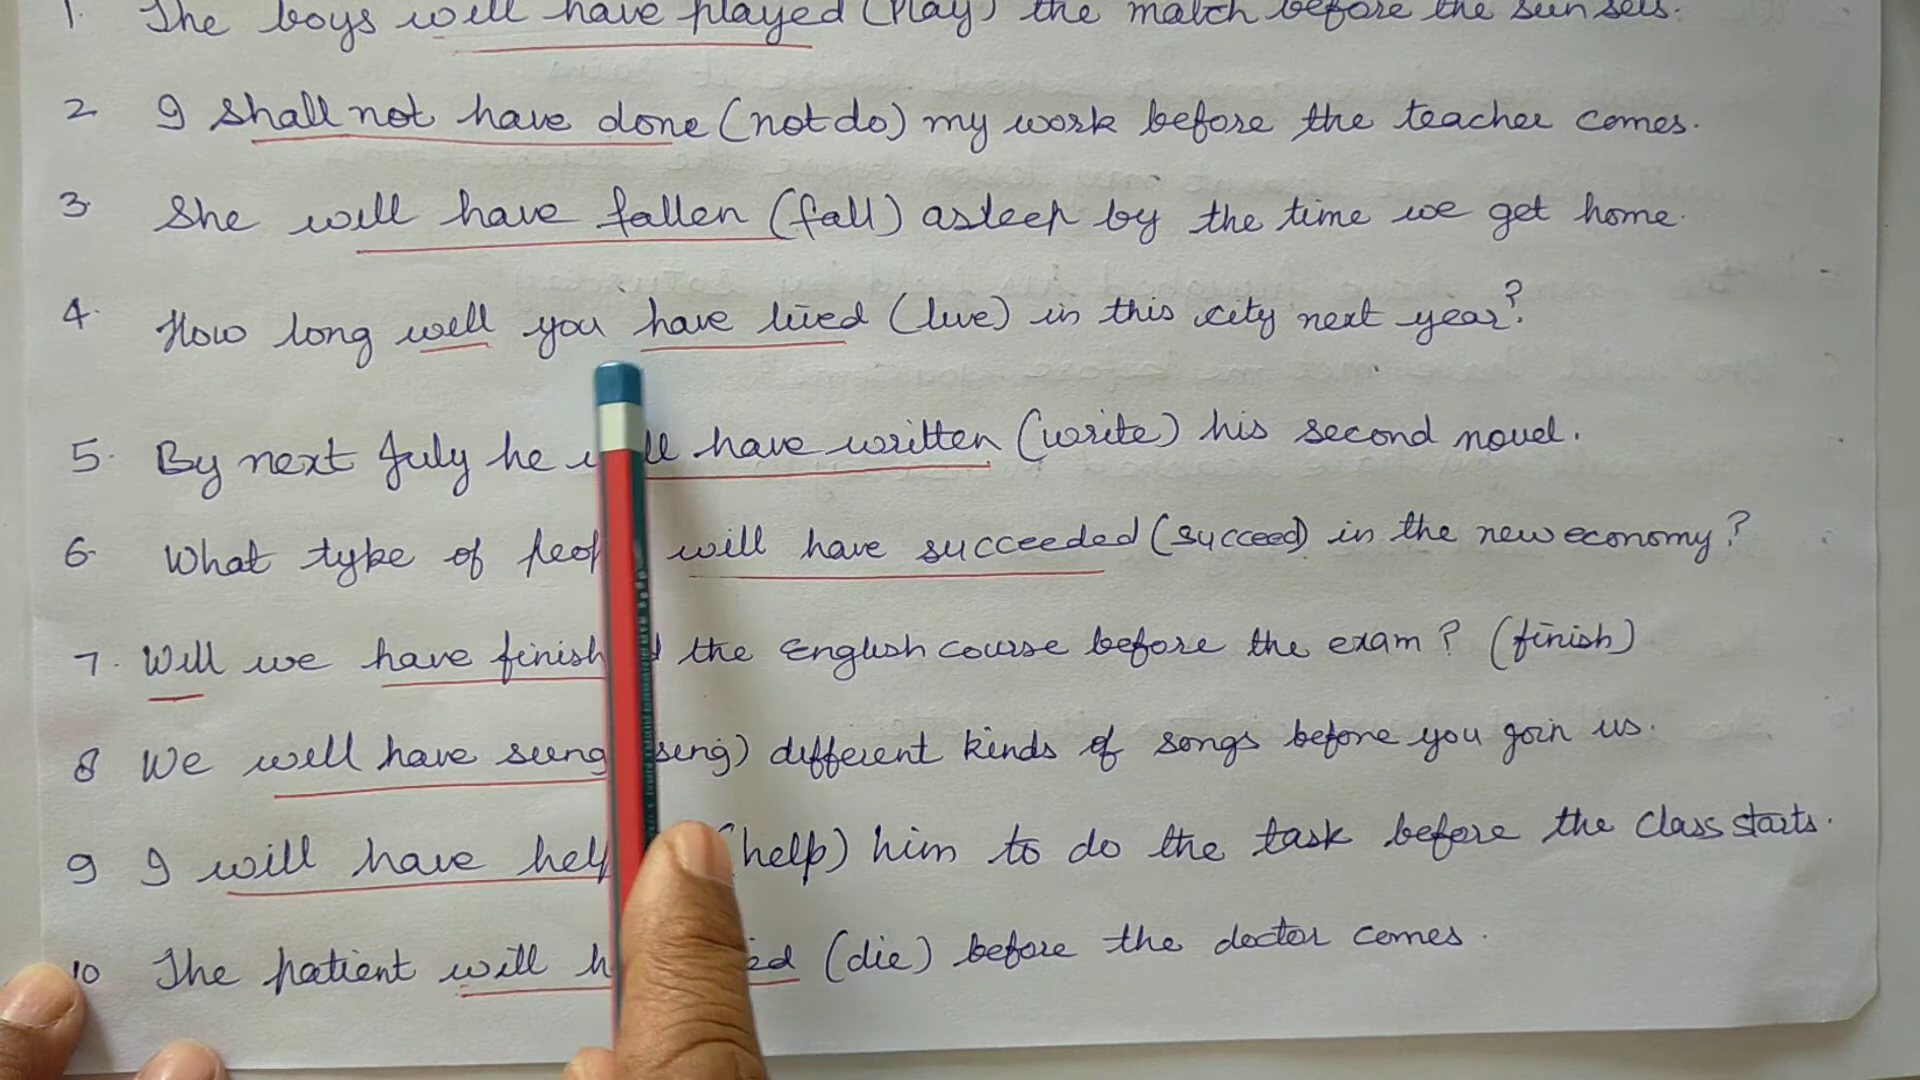 1. The boys will have played (Play) the match before the sun sets.
2 I shall not have done (not do) my work before the teacher comes.
3. She will have fallen (fall) asleep by the time we get home.
4. How long will you have lived (live) in this city next year?
5. By next July he will have written (write) his second novel.
6. What type of will have succeeded (succeed) in the new economy?
7. Will we have finished the English course before the exam? (finish)
8 We will have sung (sing) different kinds of songs before you join us.
9 I will have (help) him to do the task before the class starts.
10 The patient will (die) before the doctor comes.